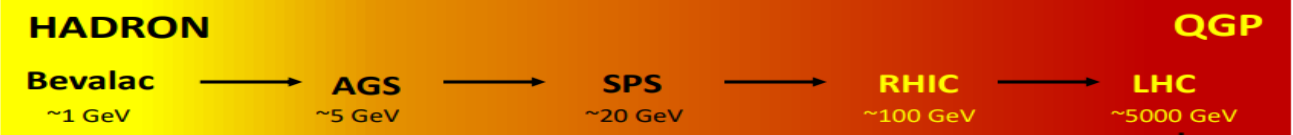 HADRON QGP
Bevalac AGS SPS RHIC LHC
~1 GeV ~5 GeV ~20 GeV ~100 GeV ~5000 GeV